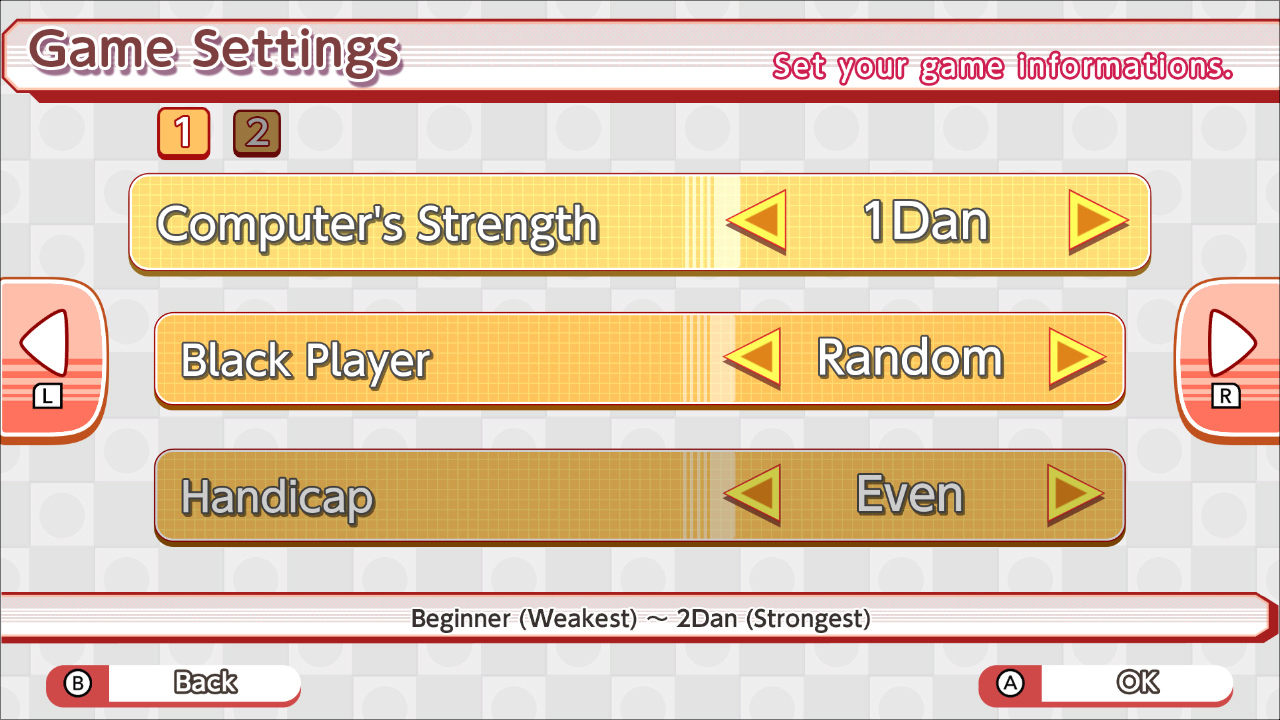 Game Settings
Set your game informations.
1 2
Computer's Strength 1Dan
Black Player Random
L R
Handicap Even
Beginner (Weakest) ～ 2Dan (Strongest)
B Back A OK